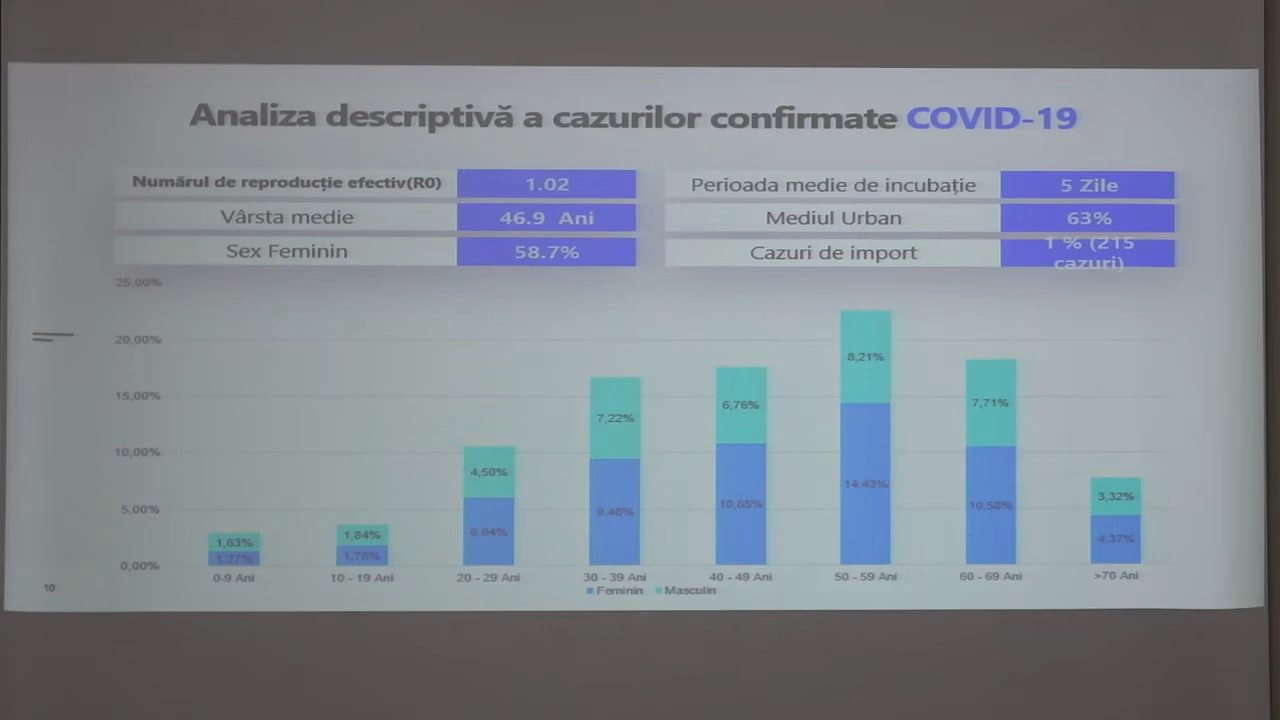 Analiza descriptivă a cazurilor confirmate COVID-19
Numărul de reproducție efectiv(R0) 1.02
Vârsta medie 46.9 Ani
Sex Feminin 58.7%
Perioada medie de incubație 5 Zile
Mediul Urban 63%
Cazuri de import 1 % (215
cazuri)
25,00%
20,00%
15,00%
10,00%
5,00%
0,00%
1,63%
1,27%
1,84%
1,78%
4,50%
6,04%
7,22%
9,48%
6,76%
10,85%
8,21%
14,43%
7,71%
10,58%
3,32%
4,37%
0-9 Ani 10 - 19 Ani 20 - 29 Ani 30 - 39 Ani 40 - 49 Ani 50 - 59 Ani 60 - 69 Ani >70 Ani
Feminin Masculin
10